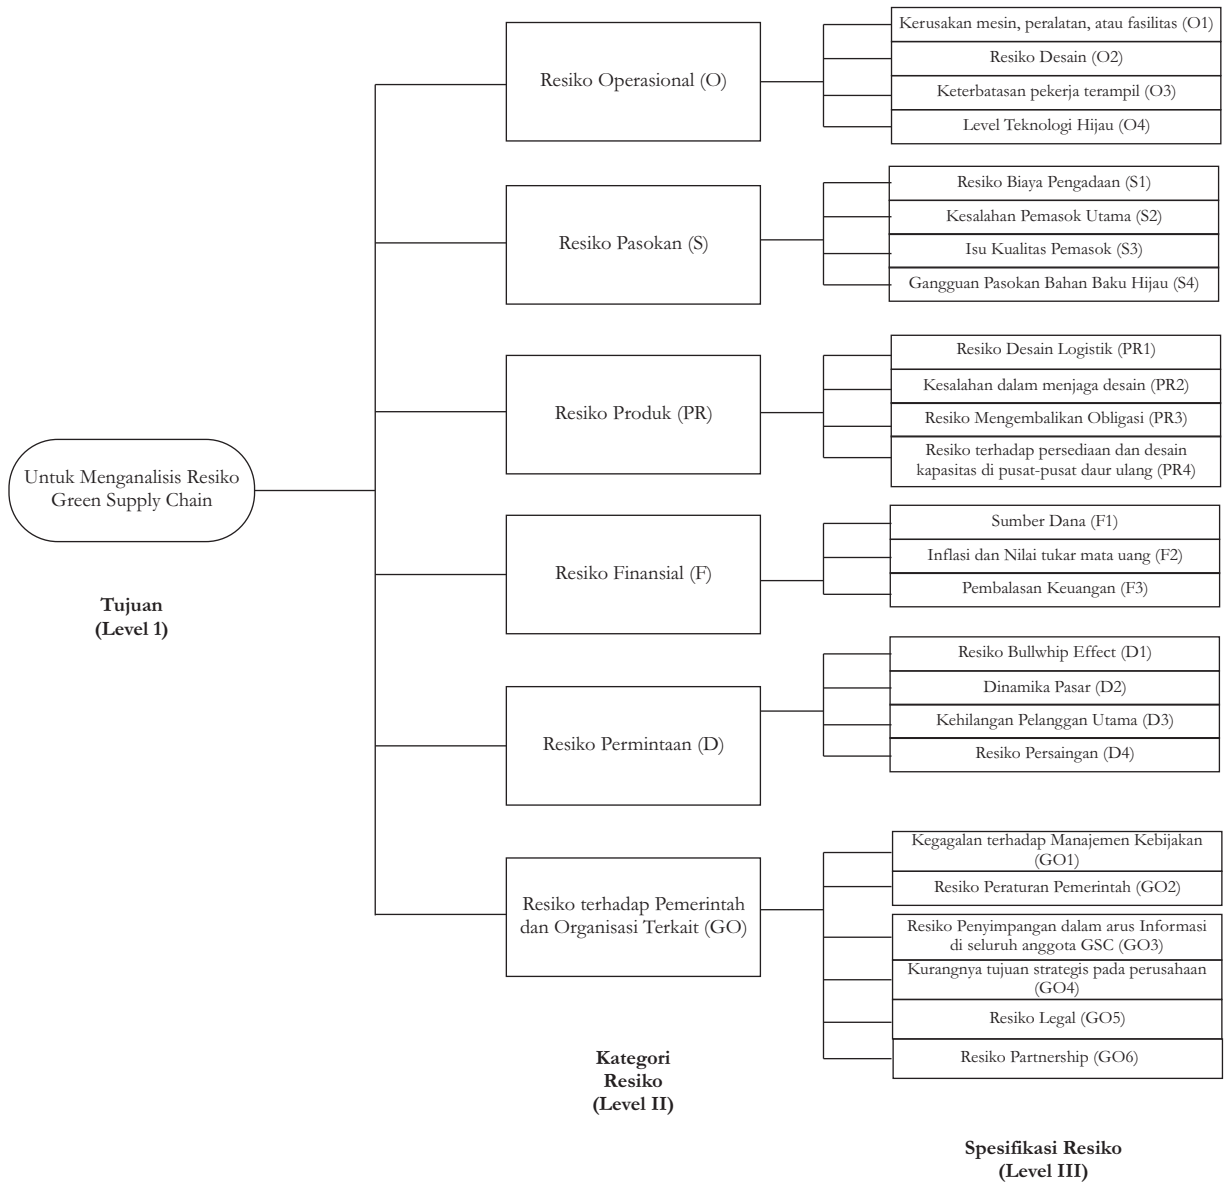 Untuk Menganalisis Resiko
Green Supply Chain
Tujuan
(Level 1)
Resiko Operasional (O)
Kerusakan mesin, peralatan, atau fasilitas (O1)
Resiko Desain (O2)
Keterbatasan pekerja terampil (O3)
Level Teknologi Hijau (O4)
Resiko Pasokan (S)
Resiko Biaya Pengadaan (S1)
Kesalahan Pemasok Utama (S2)
Isu Kualitas Pemasok (S3)
Gangguan Pasokan Bahan Baku Hijau (S4)
Resiko Produk (PR)
Resiko Desain Logistik (PR1)
Kesalahan dalam menjaga desain (PR2)
Resiko Mengembalikan Obligasi (PR3)
Resiko terhadap persediaan dan desain
kapasitas di pusat-pusat daur ulang (PR4)
Resiko Finansial (F)
Sumber Dana (F1)
Inflasi dan Nilai tukar mata uang (F2)
Pembalasan Keuangan (F3)
Resiko Permintaan (D)
Resiko Bullwhip Effect (D1)
Dinamika Pasar (D2)
Kehilangan Pelanggan Utama (D3)
Resiko Persaingan (D4)
Resiko terhadap Pemerintah
dan Organisasi Terkait (GO)
Kegagalan terhadap Manajemen Kebijakan
(GO1)
Resiko Peraturan Pemerintah (GO2)
Resiko Penyimpangan dalam arus Informasi
di seluruh anggota GSC (GO3)
Kurangnya tujuan strategis pada perusahaan
(GO4)
Resiko Legal (GO5)
Resiko Partnership (GO6)
Kategori
Resiko
(Level II)
Spesifikasi Resiko
(Level III)